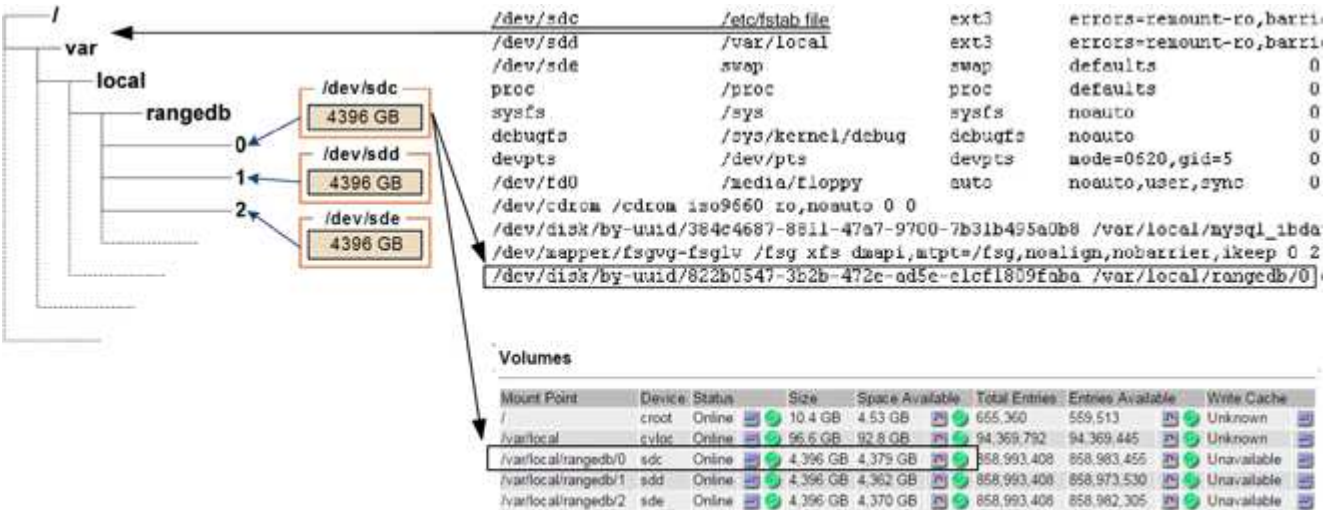 /
var
local
rangedb
0
1
2
/dev/sdc
4396 GB
/dev/sdd
4396 GB
/dev/sde
4396 GB
/dev/sdc /etc/fstab file ext3 errors=remount-ro,barri
/dev/sdd /var/local ext3 errors=remount-ro,barri
/dev/sde swap swap defaults 0
proc /proc proc defaults 0
sysfs /sys sysfs noauto 0
debugfs /sys/kernel/debug debugfs noauto 0
devpts /dev/pts devpts mode=0620,gid=5 0
/dev/fd0 /media/floppy auto noauto,user,sync 0
/dev/cdrom /cdrom iso9660 ro,noauto 0 0
/dev/disk/by-uuid/384c4687-8811-47a7-9700-7b31b495a0b8 /var/local/mysql_ibda
/dev/mapper/fsgvg-fsglv /fsg xfs dmapi,mtpt=/fsg,noalign,nobarrier,ikeep 0 2
/dev/disk/by-uuid/822b0547-3b2b-472e-ad5e-e1cf1809faba /var/local/rangedb/0
Volumes
Mount Point Device Status Size Space Available Total Entries Entries Available Write Cache
/ croot Online 10.4 GB 4.53 GB 655,360 559,513 Unknown
/var/local cvloc Online 96.6 GB 92.8 GB 94,369,792 94,369,445 Unknown
/var/local/rangedb/0 sdc Online 4,396 GB 4,379 GB 858,993,408 858,983,455 Unavailable
/var/local/rangedb/1 sdd Online 4,396 GB 4,362 GB 858,993,408 858,973,530 Unavailable
/var/local/rangedb/2 sde Online 4,396 GB 4,370 GB 858,993,408 858,982,305 Unavailable